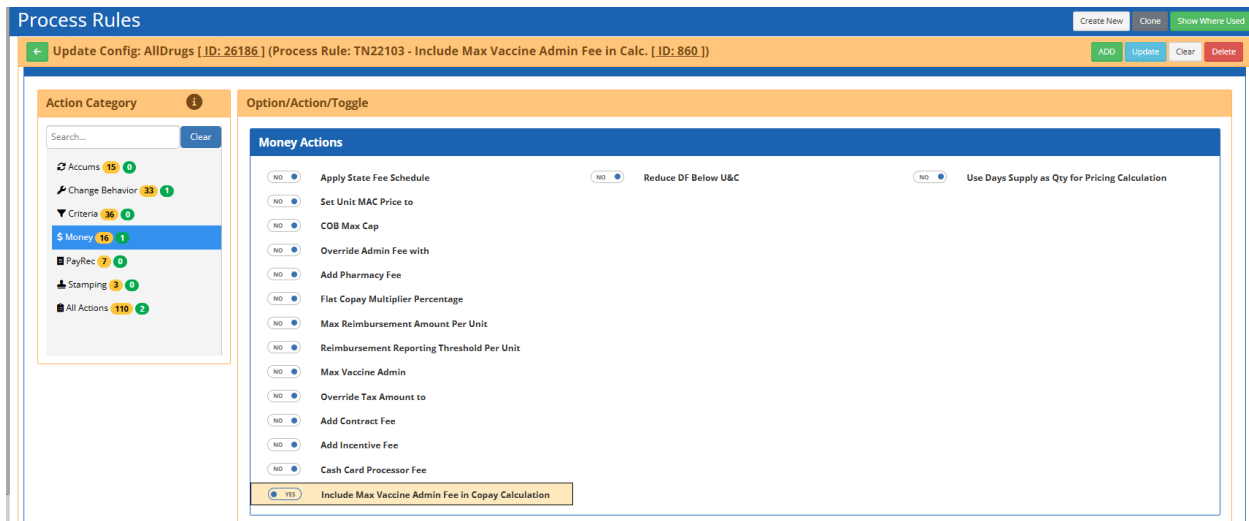 Process Rules
Create New Clone Show Where Used
Update Config: AllDrugs [ ID: 26186 ] (Process Rule: TN22103 - Include Max Vaccine Admin Fee in Calc. [ ID: 860 ])
ADD Update Clear Delete
Action Category
Option/Action/Toggle
Search... Clear
Accums 15 0
Change Behavior 33 1
Criteria 36 0
$ Money 16 1
PayRec 7 0
Stamping 3 0
All Actions 110 2
Money Actions
NO Apply State Fee Schedule NO Reduce DF Below U&C NO Use Days Supply as Qty for Pricing Calculation
NO Set Unit MAC Price to
NO COB Max Cap
NO Override Admin Fee with
NO Add Pharmacy Fee
NO Flat Copay Multiplier Percentage
NO Max Reimbursement Amount Per Unit
NO Reimbursement Reporting Threshold Per Unit
NO Max Vaccine Admin
NO Override Tax Amount to
NO Add Contract Fee
NO Add Incentive Fee
NO Cash Card Processor Fee
YES Include Max Vaccine Admin Fee in Copay Calculation